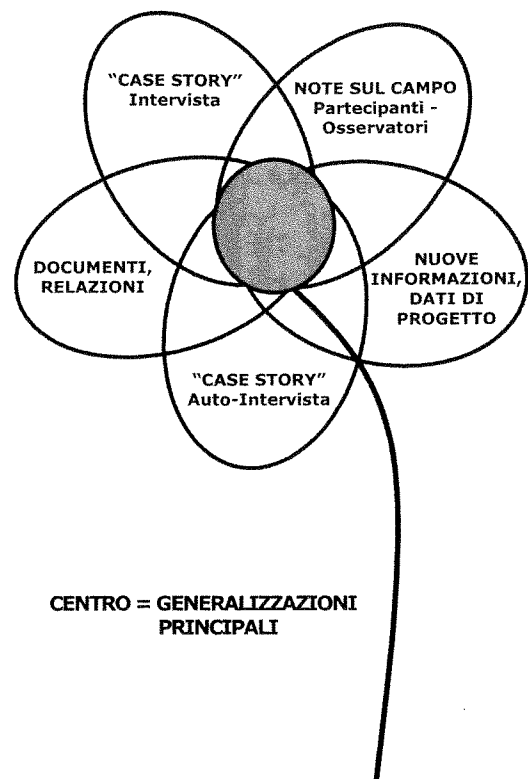 "CASE STORY"
Intervista
NOTE SUL CAMPO
Partecipanti -
Osservatori
DOCUMENTI,
RELAZIONI
NUOVE
INFORMAZIONI,
DATI DI
PROGETTO
"CASE STORY"
Auto-Intervista
CENTRO = GENERALIZZAZIONI
PRINCIPALI